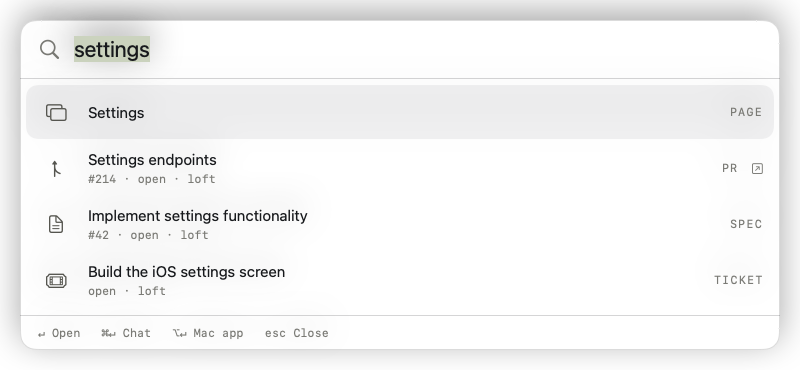 settings
Settings PAGE
Settings endpoints
#214 · open · loft PR
Implement settings functionality
#42 · open · loft SPEC
Build the iOS settings screen
open · loft TICKET
↵ Open ⌘↵ Chat ⌥↵ Mac app esc Close